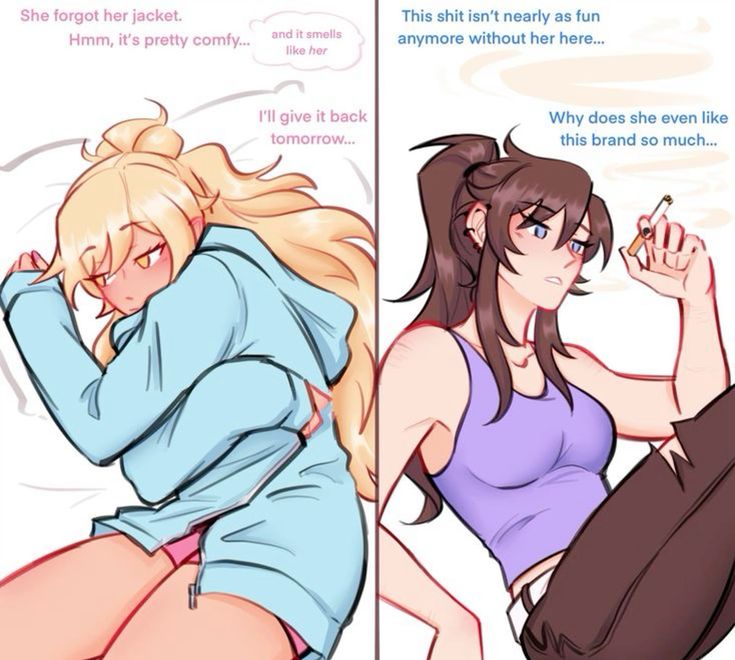 She forgot her jacket.
Hmm, it's pretty comfy...
and it smells
like her
I'll give it back
tomorrow...
This shit isn't nearly as fun
anymore without her here...
Why does she even like
this brand so much...